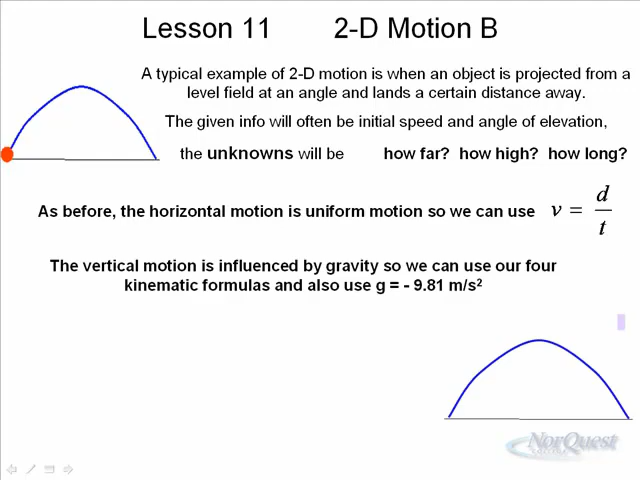 Lesson 11 2-D Motion B
A typical example of 2-D motion is when an object is projected from a
level field at an angle and lands a certain distance away.
The given info will often be initial speed and angle of elevation,
the unknowns will be how far? how high? how long?
As before, the horizontal motion is uniform motion so we can use v = d/t
The vertical motion is influenced by gravity so we can use our four
kinematic formulas and also use g = - 9.81 m/s²
NorQuest
COLLEGE